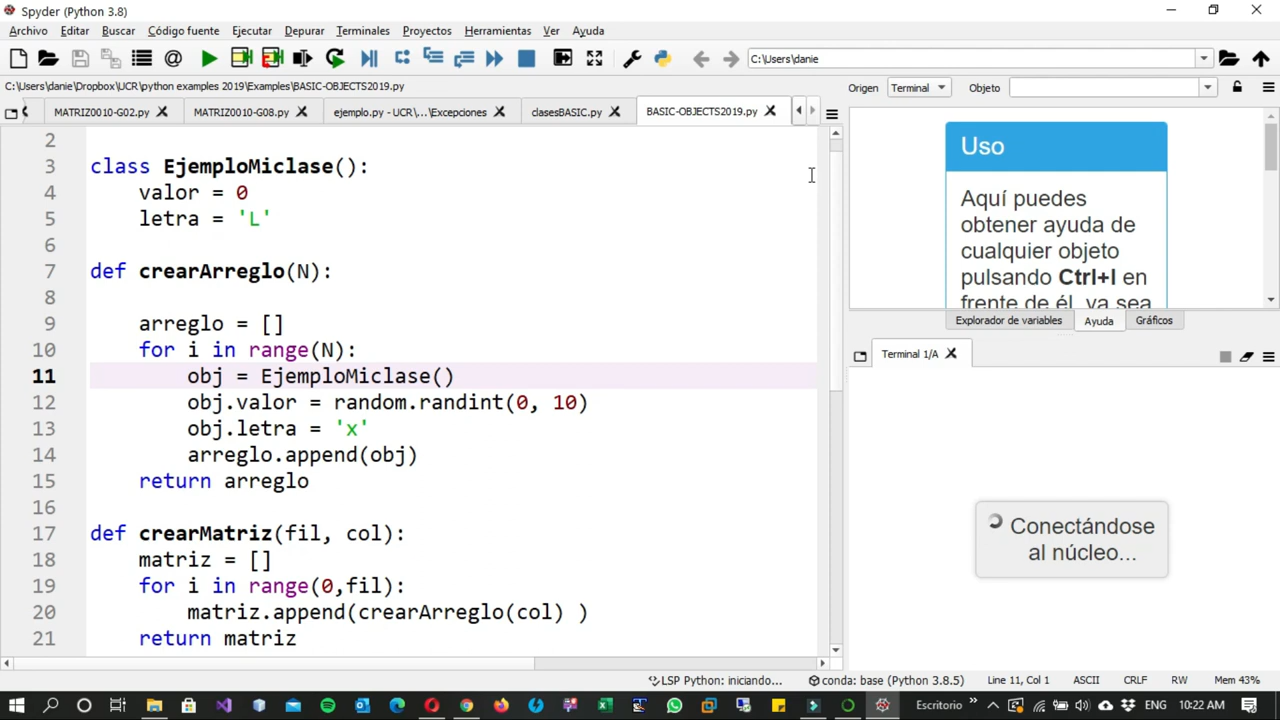 Spyder (Python 3.8)
Archivo Editar Buscar Código fuente Ejecutar Depurar Terminales Proyectos Herramientas Ver Ayuda
C:\Users\danie
C:\Users\danie\Dropbox\UCR\python examples 2019\Examples\BASIC-OBJECTS2019.py
MATRIZ0010-G02.py MATRIZ0010-G08.py ejemplo.py - UCR\...\Excepciones clasesBASIC.py BASIC-OBJECTS2019.py
2
3 class EjemploMiclase():
4 valor = 0
5 letra = 'L'
6
7 def crearArreglo(N):
8
9 arreglo = []
10 for i in range(N):
11 obj = EjemploMiclase()
12 obj.valor = random.randint(0, 10)
13 obj.letra = 'x'
14 arreglo.append(obj)
15 return arreglo
16
17 def crearMatriz(fil, col):
18 matriz = []
19 for i in range(0,fil):
20 matriz.append(crearArreglo(col) )
21 return matriz
Origen Terminal Objeto
Uso
Aquí puedes
obtener ayuda de
cualquier objeto
pulsando Ctrl+I en
frente de él, ya sea
Explorador de variables Ayuda Gráficos
Terminal 1/A
Conectándose
al núcleo...
LSP Python: iniciando... conda: base (Python 3.8.5) Line 11, Col 1 ASCII CRLF RW Mem 43%
Escritorio 10:22 AM